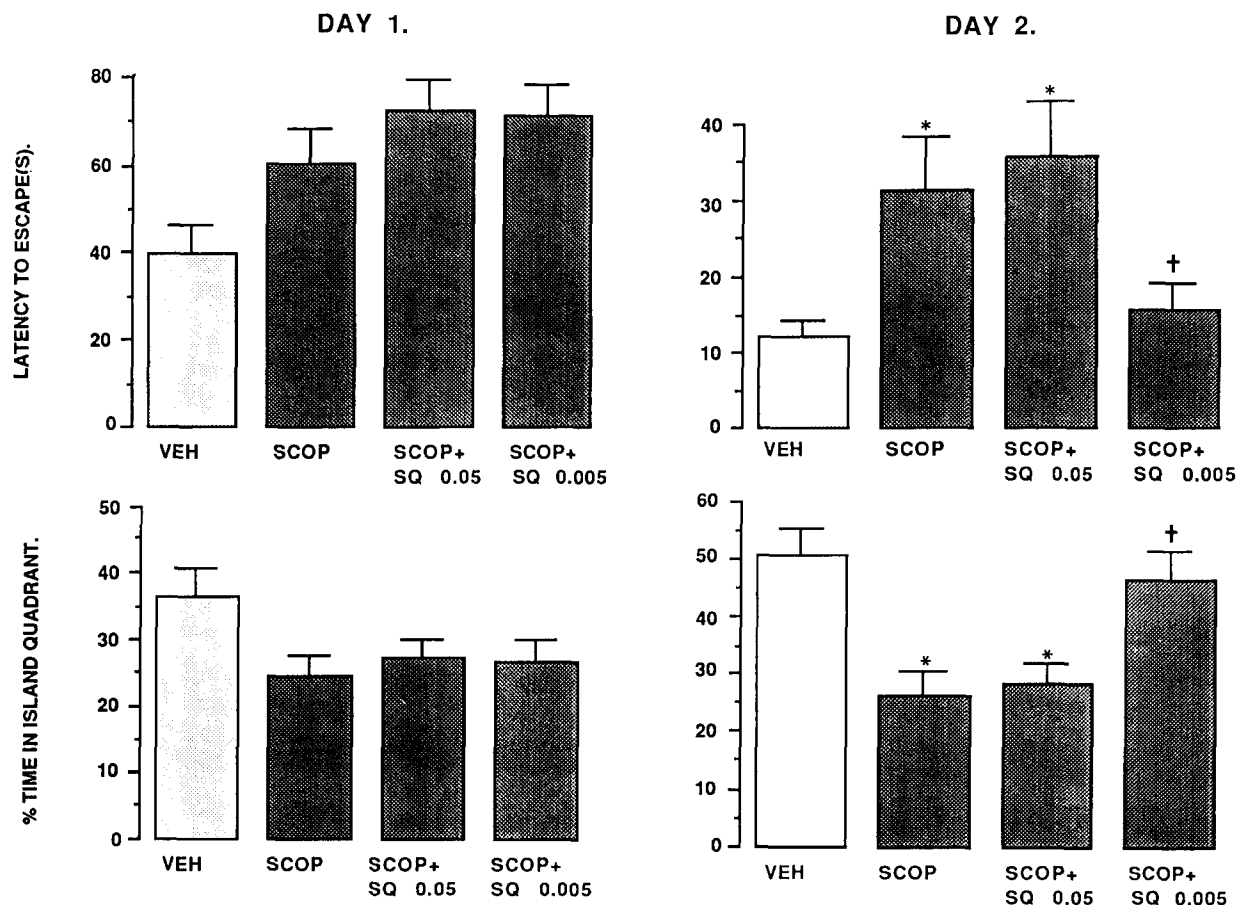 DAY 1.
DAY 2.
LATENCY TO ESCAPE(S).
80
60
40
20
0
VEH
SCOP
SCOP+
SQ 0.05
SCOP+
SQ 0.005
40
30
20
10
0
*
*
†
VEH
SCOP
SCOP+
SQ 0.05
SCOP+
SQ 0.005
% TIME IN ISLAND QUADRANT.
50
40
30
20
10
0
VEH
SCOP
SCOP+
SQ 0.05
SCOP+
SQ 0.005
60
50
40
30
20
10
0
*
*
†
VEH
SCOP
SCOP+
SQ 0.05
SCOP+
SQ 0.005